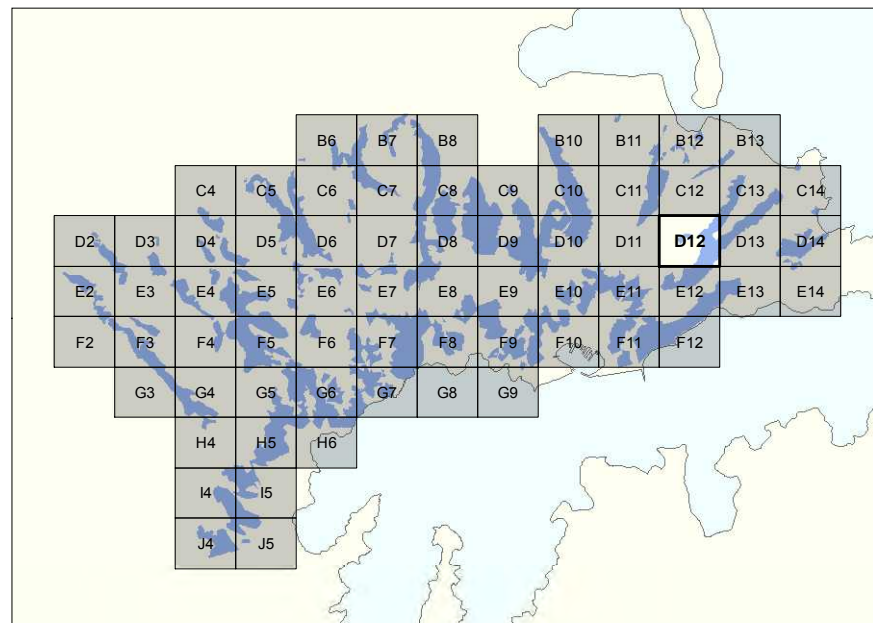 B6 B7 B8 B10 B11 B12 B13
C4 C5 C6 C7 C8 C9 C10 C11 C12 C13 C14
D2 D3 D4 D5 D6 D7 D8 D9 D10 D11 D12 D13 D14
E2 E3 E4 E5 E6 E7 E8 E9 E10 E11 E12 E13 E14
F2 F3 F4 F5 F6 F7 F8 F9 F10 F11 F12
G3 G4 G5 G6 G7 G8 G9
H4 H5 H6
I4 I5
J4 J5